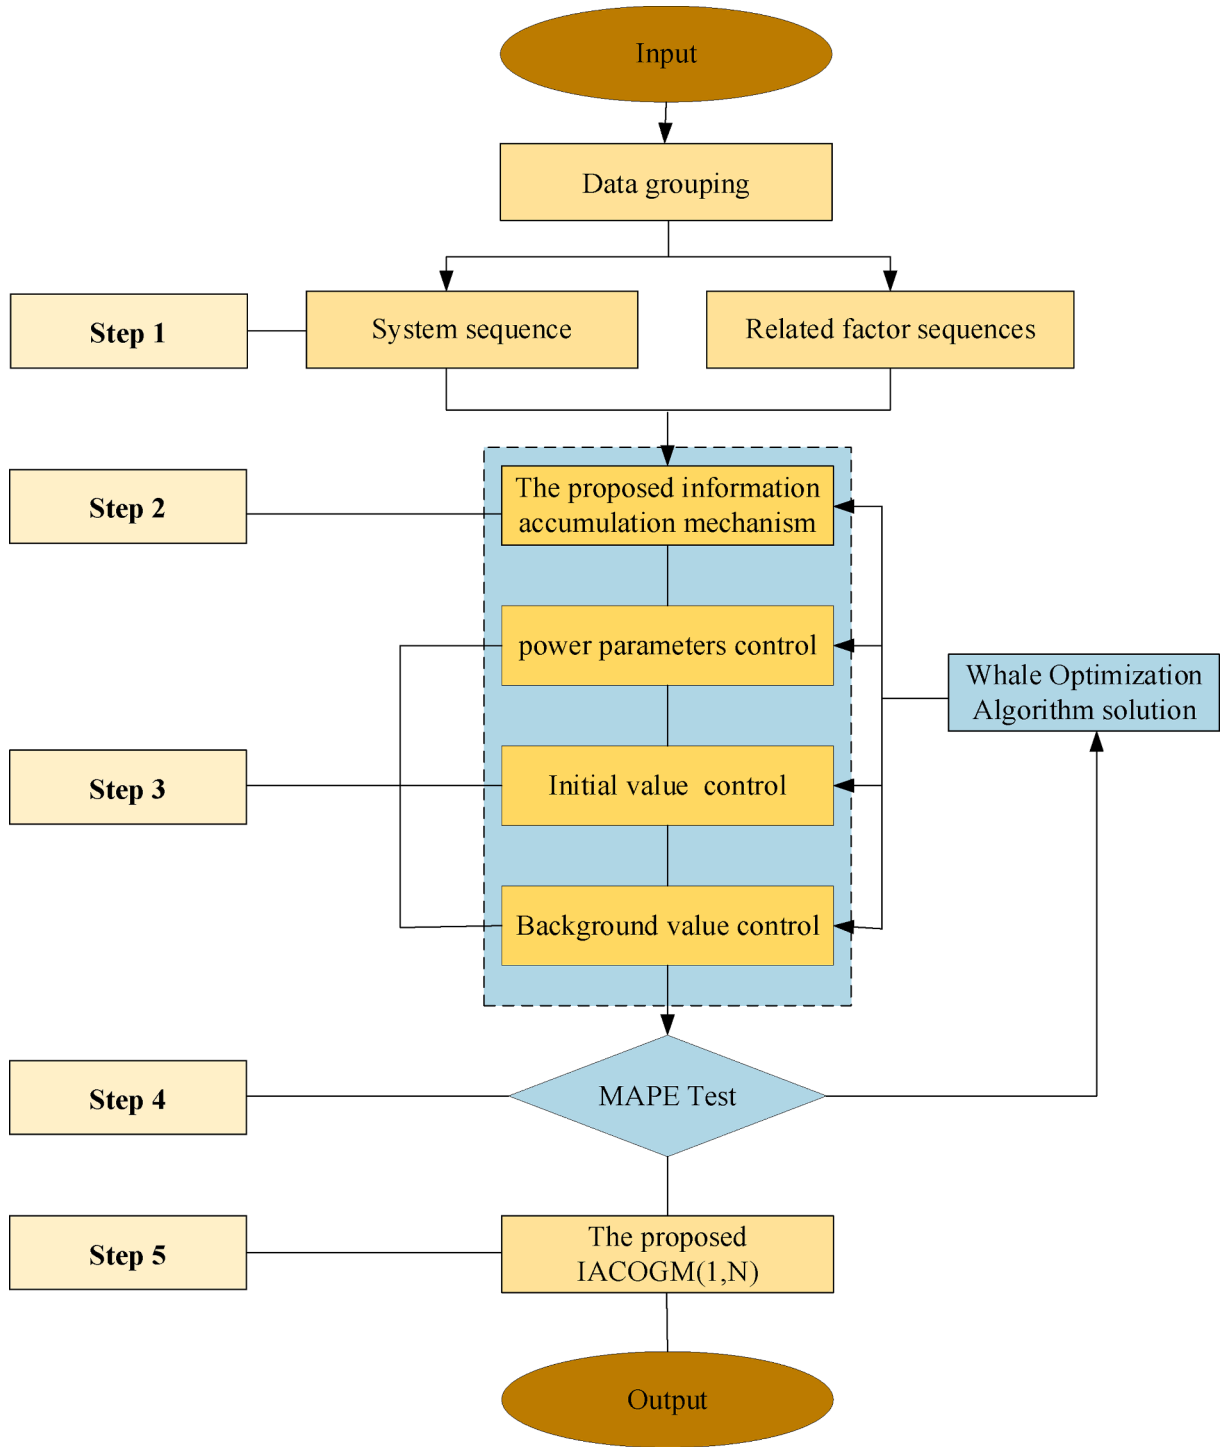 Input
Data grouping
Step 1
System sequence
Related factor sequences
Step 2
The proposed information
accumulation mechanism
power parameters control
Whale Optimization
Algorithm solution
Step 3
Initial value control
Background value control
Step 4
MAPE Test
Step 5
The proposed
IACOGM(1,N)
Output